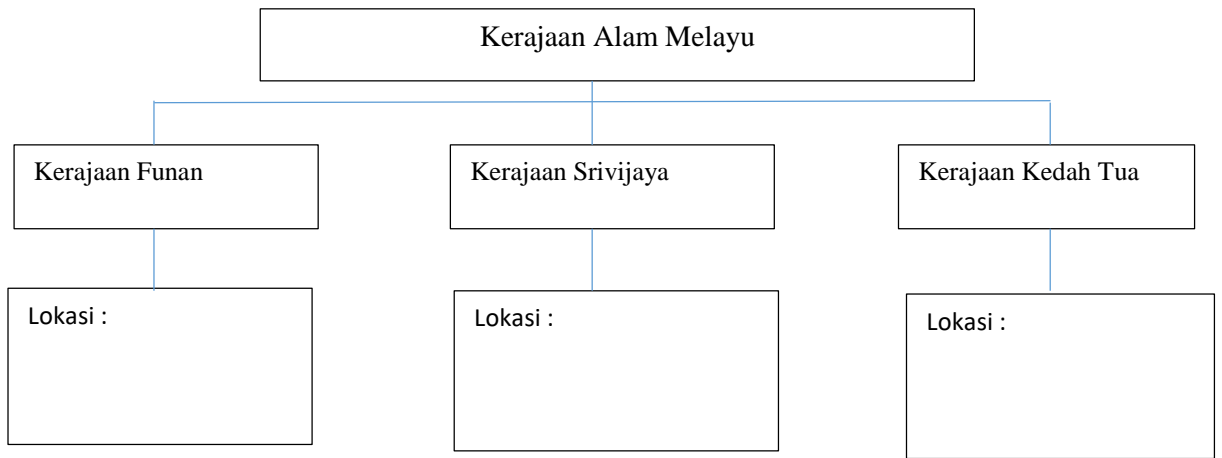 Kerajaan Alam Melayu
Kerajaan Funan
Kerajaan Srivijaya
Kerajaan Kedah Tua
Lokasi :
Lokasi :
Lokasi :